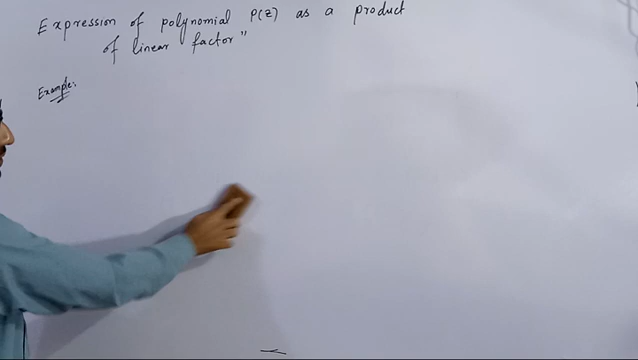 Expression of polynomial P(z) as a product
of linear factor"
Example: